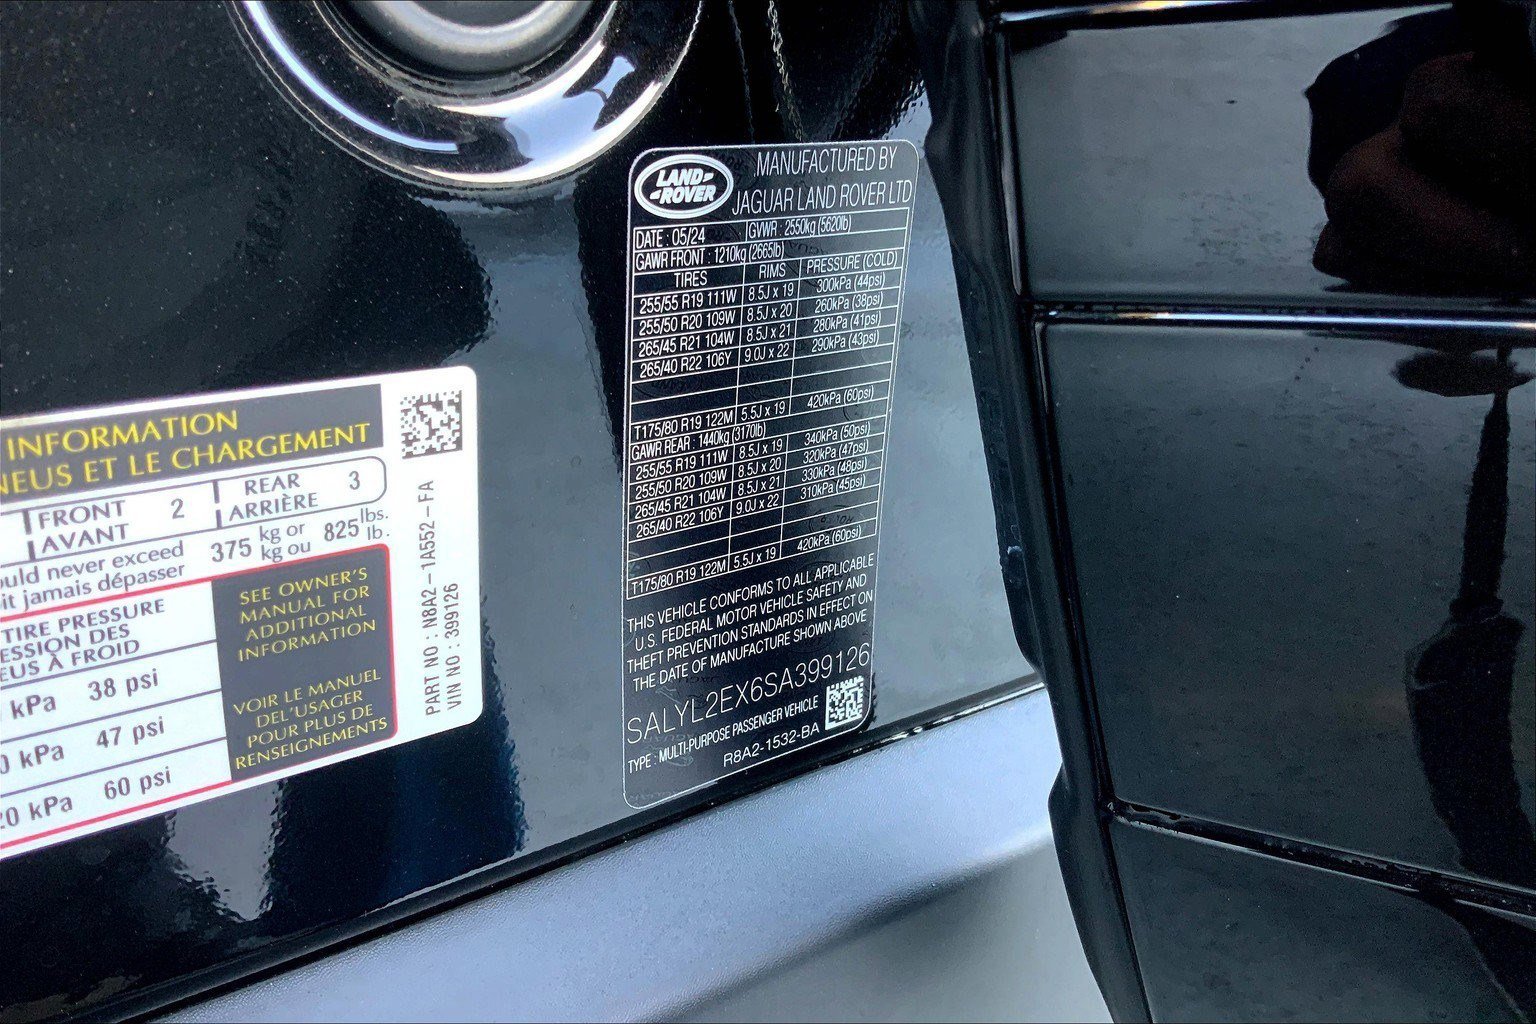 INFORMATION
NEUS ET LE CHARGEMENT
FRONT 2 REAR 3
AVANT ARRIÈRE
never exceed 375 kg or 825 lbs.
jamais dépasser kg ou lb.
TIRE PRESSURE
DES
À FROID
kPa 38 psi
kPa 47 psi
kPa 60 psi
SEE OWNER'S
MANUAL FOR
ADDITIONAL
INFORMATION
VOIR LE MANUEL
DEL'USAGER
POUR PLUS DE
RENSEIGNEMENTS
PART NO : N8A2-1A552-FA
VIN NO : 399126
LAND ROVER
MANUFACTURED BY
JAGUAR LAND ROVER LTD
DATE : 05/24 GVWR : 2550kg (5620lb)
GAWR FRONT : 1210kg (2665lb)
TIRES RIMS PRESSURE (COLD)
255/55 R19 111W 8.5J x 19 300kPa (44psi)
255/50 R20 109W 8.5J x 20 260kPa (38psi)
265/45 R21 104W 8.5J x 21 280kPa (41psi)
265/40 R22 106Y 9.0J x 22 290kPa (43psi)
T175/80 R19 122M 5.5J x 19 420kPa (60psi)
GAWR REAR : 1440kg (3170lb)
255/55 R19 111W 8.5J x 19 340kPa (50psi)
255/50 R20 109W 8.5J x 20 320kPa (47psi)
265/45 R21 104W 8.5J x 21 330kPa (48psi)
265/40 R22 106Y 9.0J x 22 310kPa (45psi)
T175/80 R19 122M 5.5J x 19 420kPa (60psi)
THIS VEHICLE CONFORMS TO ALL APPLICABLE
U.S. FEDERAL MOTOR VEHICLE SAFETY AND
THEFT PREVENTION STANDARDS IN EFFECT ON
THE DATE OF MANUFACTURE SHOWN ABOVE
SALYL2EX6SA399126
TYPE : MULTI-PURPOSE PASSENGER VEHICLE
R8A2-1532-BA